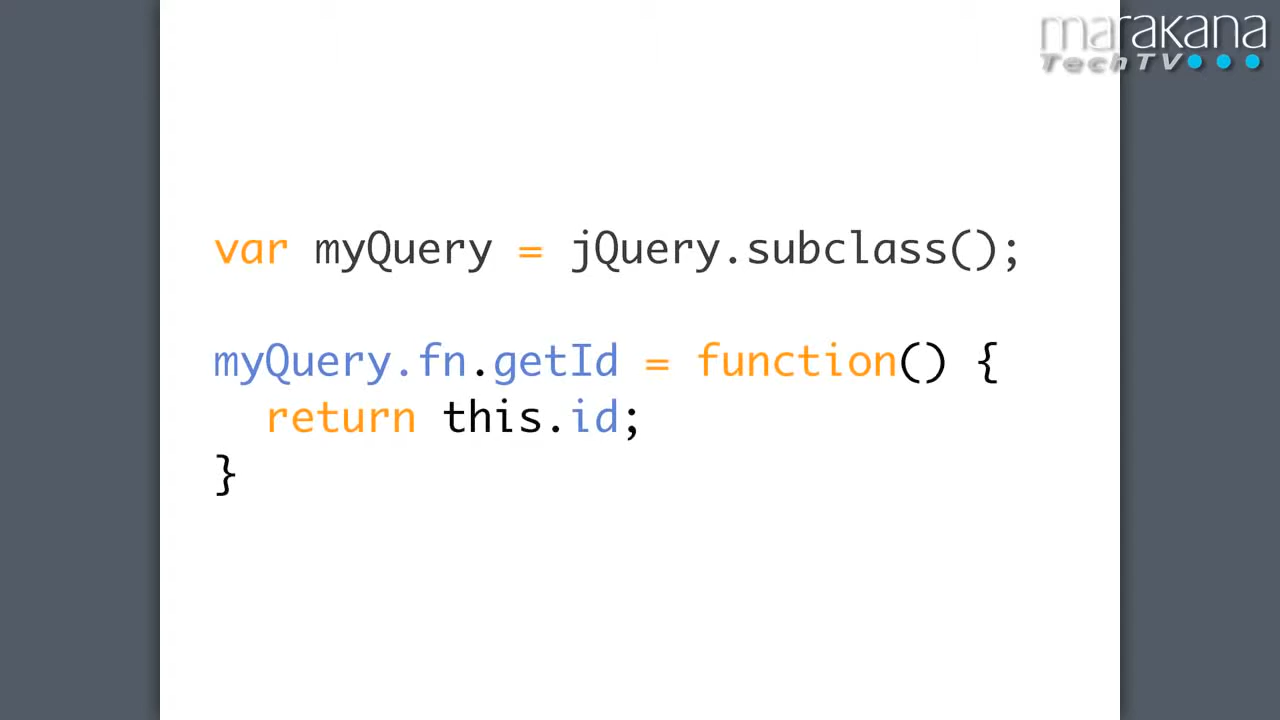 marakana
TechTV
var myQuery = jQuery.subclass();
myQuery.fn.getId = function() {
  return this.id;
}